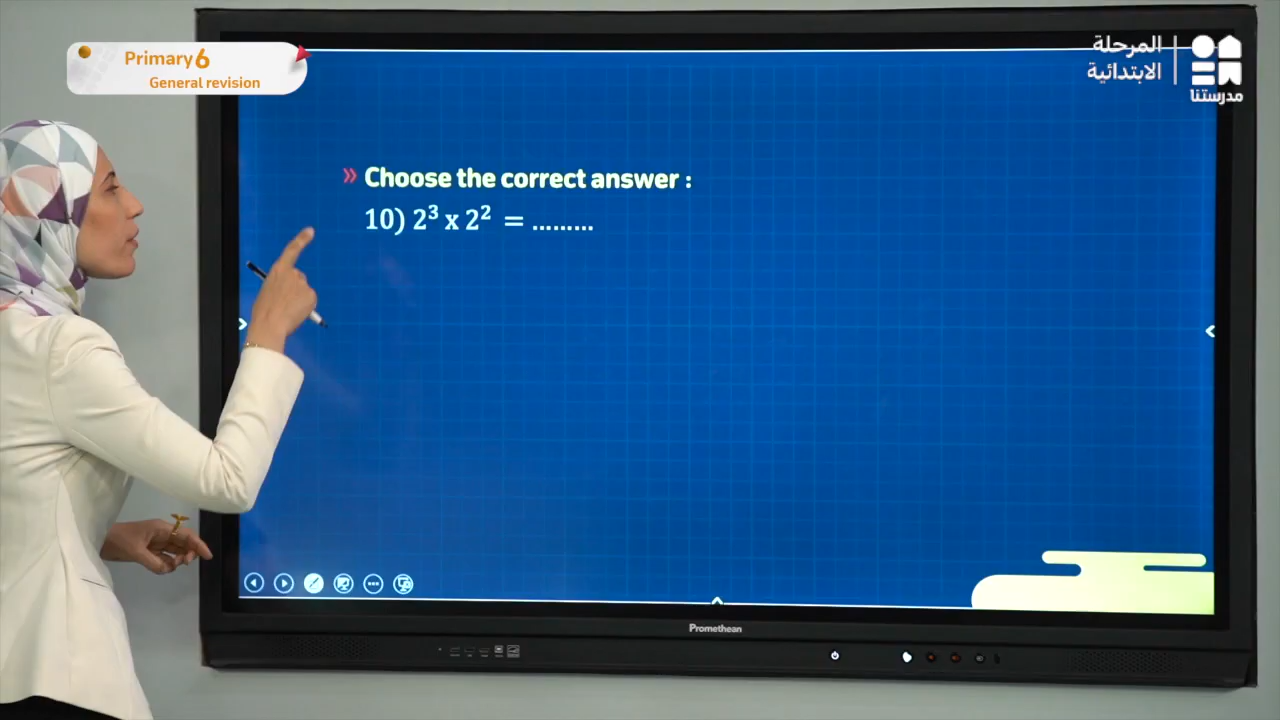 Primary 6
General revision
المرحلة
الابتدائية
مدرستنا
» Choose the correct answer :
10) 2³ x 2² = .........
Promethean